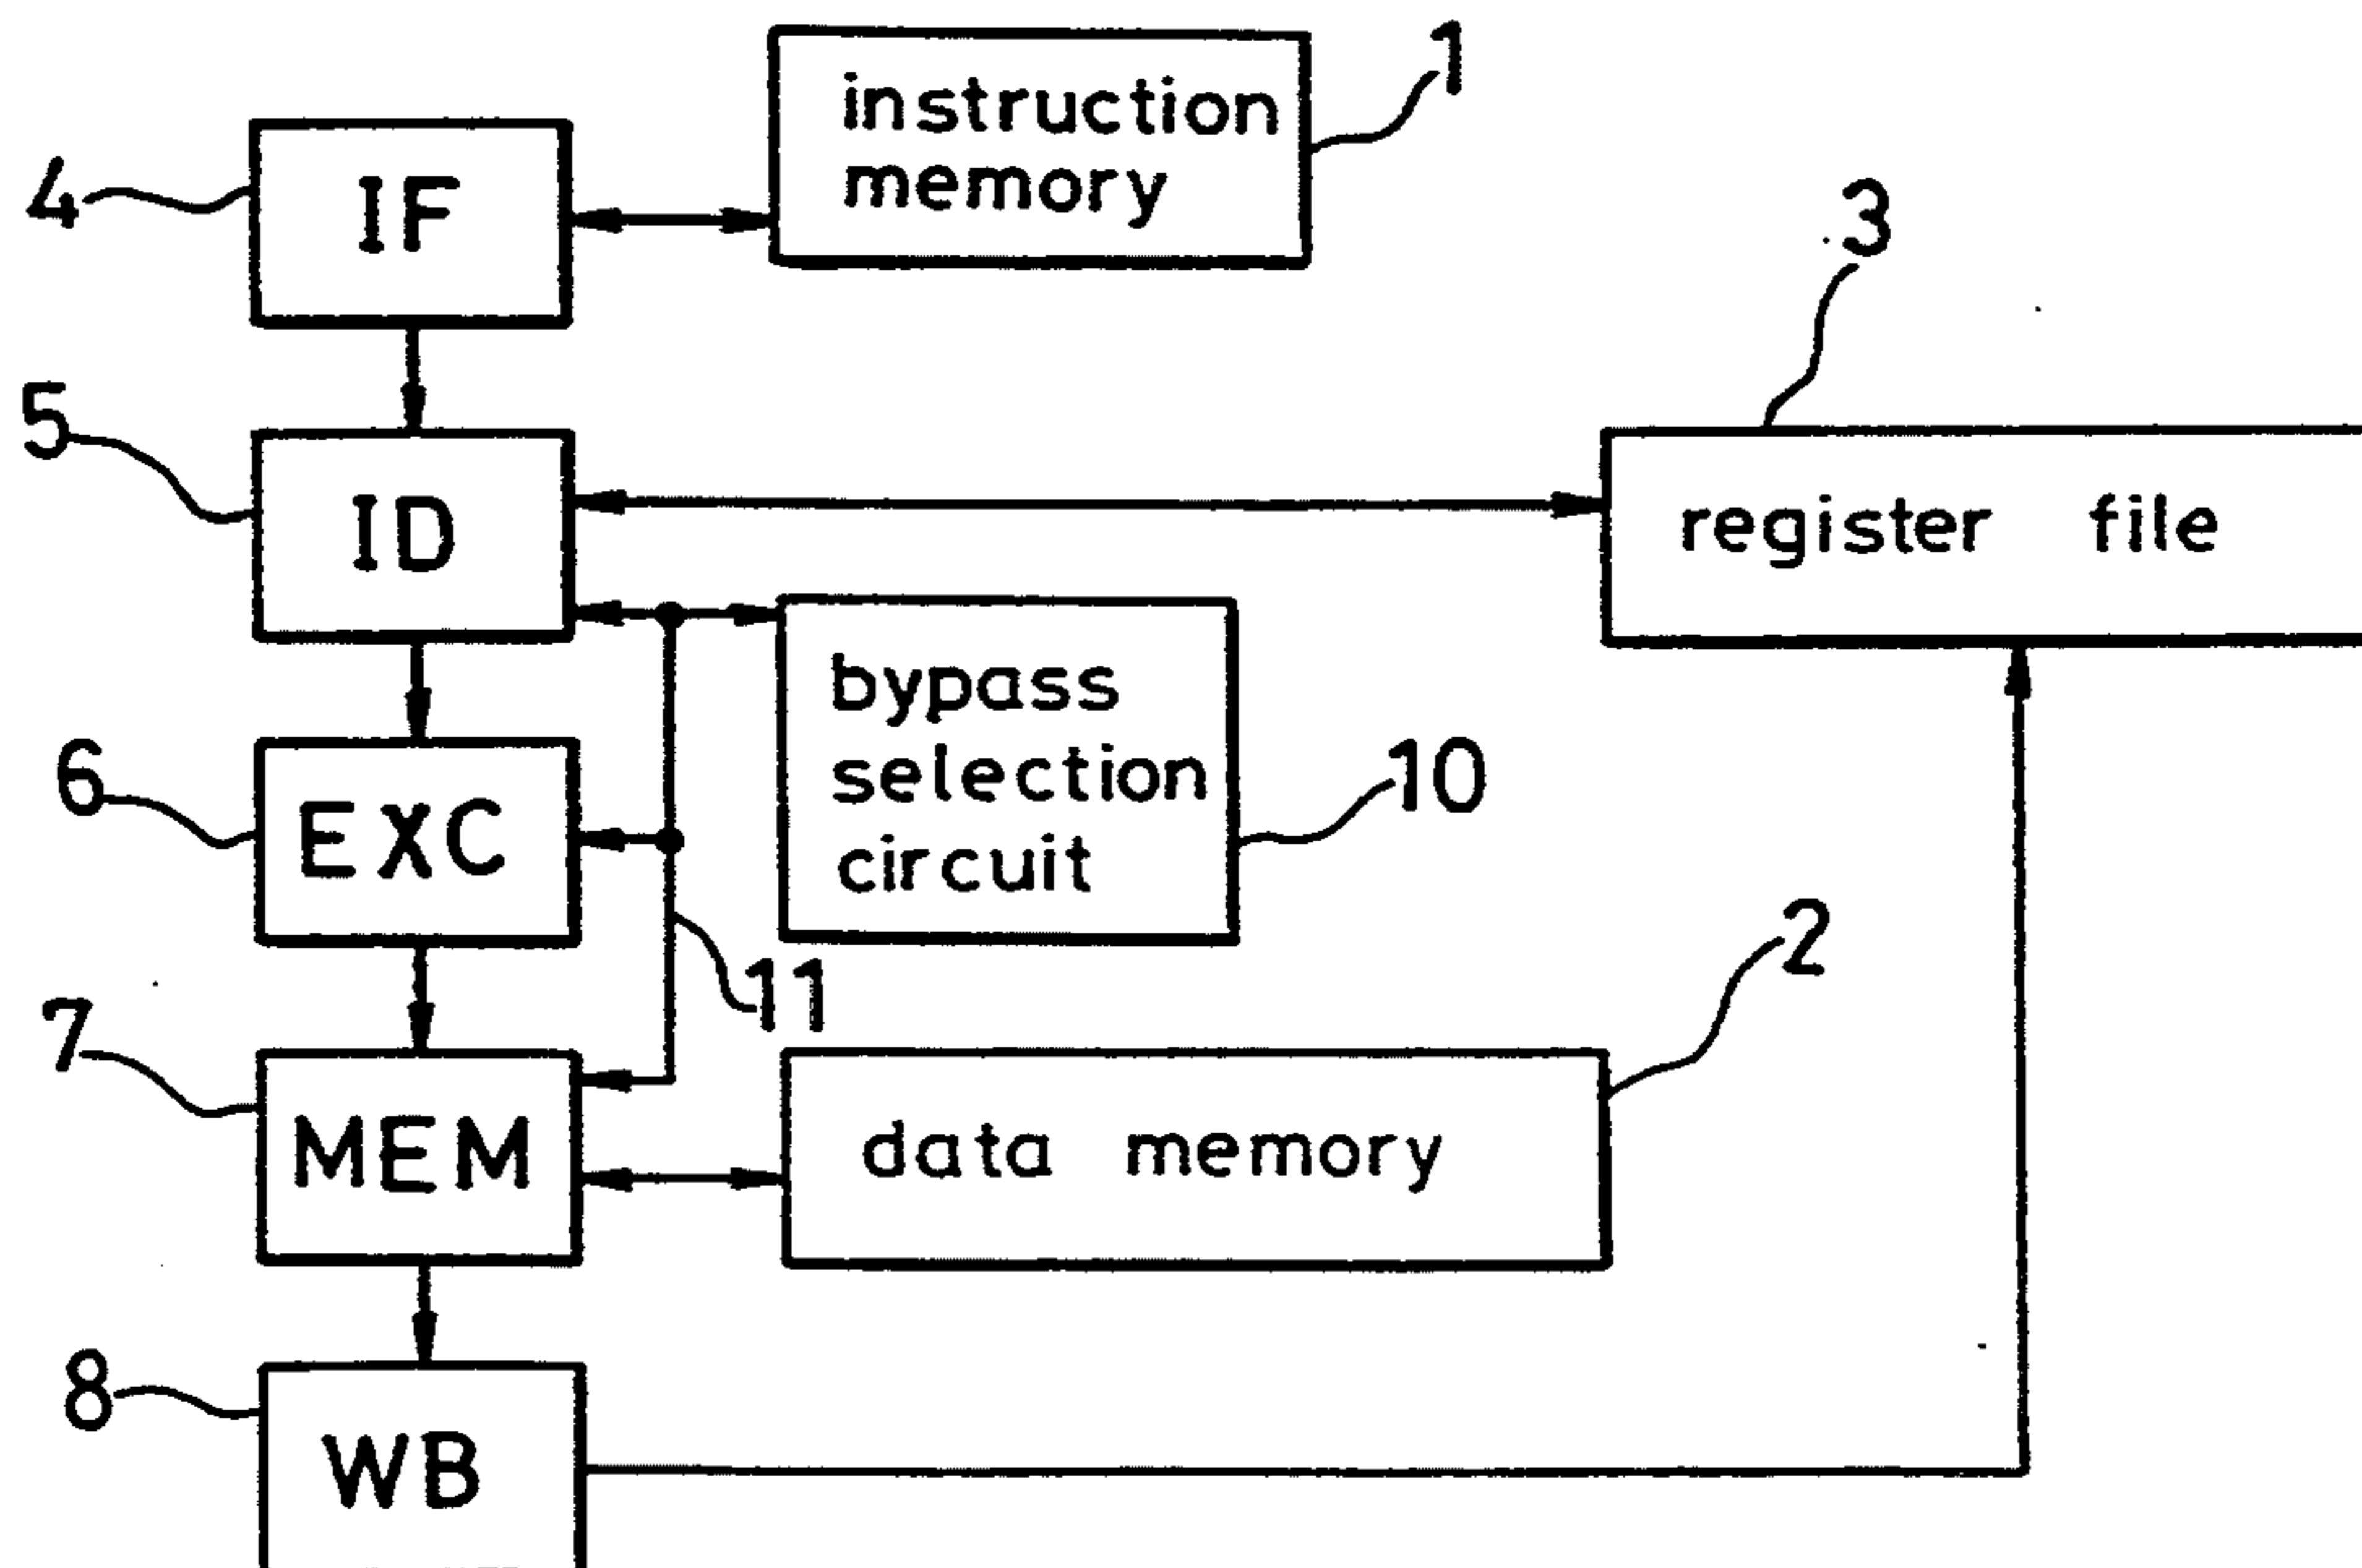 1
instruction
memory
4
IF
3
5
ID
register file
bypass
selection
circuit
10
6
EXC
11
2
7
MEM
data memory
8
WB